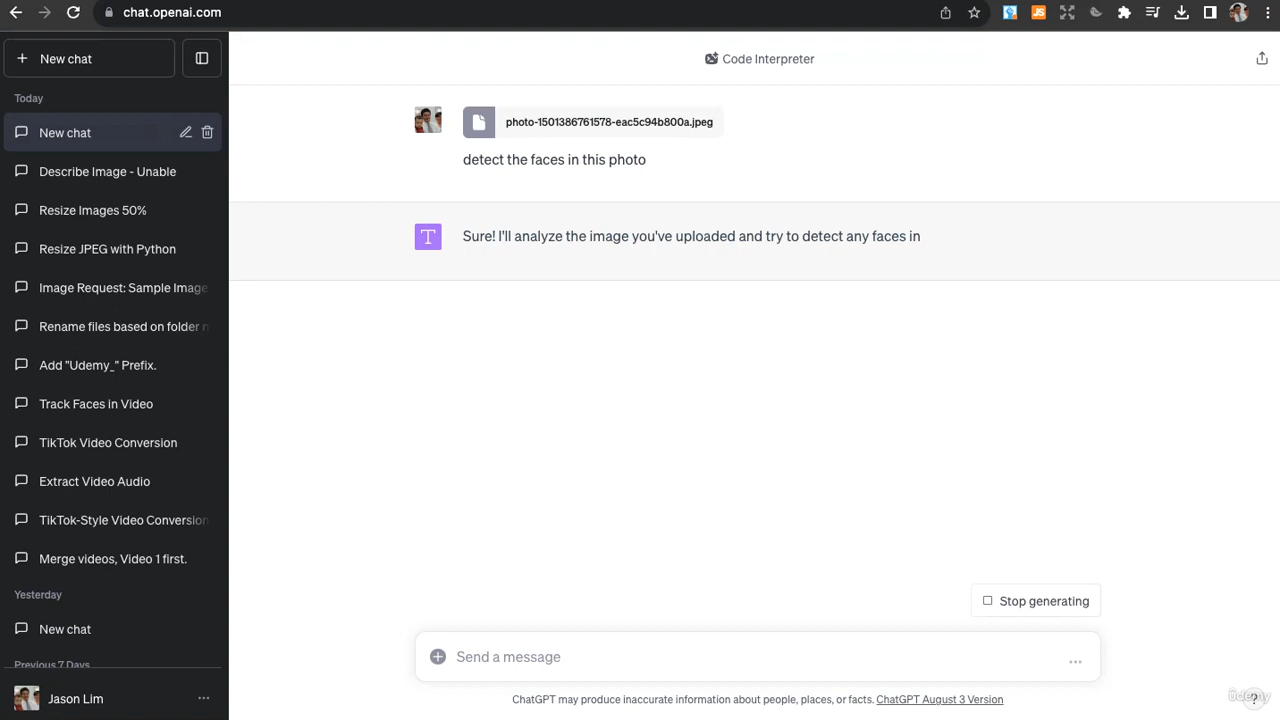 chat.openai.com
New chat
Today
New chat
Describe Image - Unable
Resize Images 50%
Resize JPEG with Python
Image Request: Sample Image
Rename files based on folder n
Add "Udemy_" Prefix.
Track Faces in Video
TikTok Video Conversion
Extract Video Audio
TikTok-Style Video Conversion
Merge videos, Video 1 first.
Yesterday
New chat
Previous 7 Days
Jason Lim
Code Interpreter
photo-1501386761578-eac5c94b800a.jpeg
detect the faces in this photo
T
Sure! I'll analyze the image you've uploaded and try to detect any faces in
Stop generating
Send a message
ChatGPT may produce inaccurate information about people, places, or facts. ChatGPT August 3 Version
ûdemy
?
JS